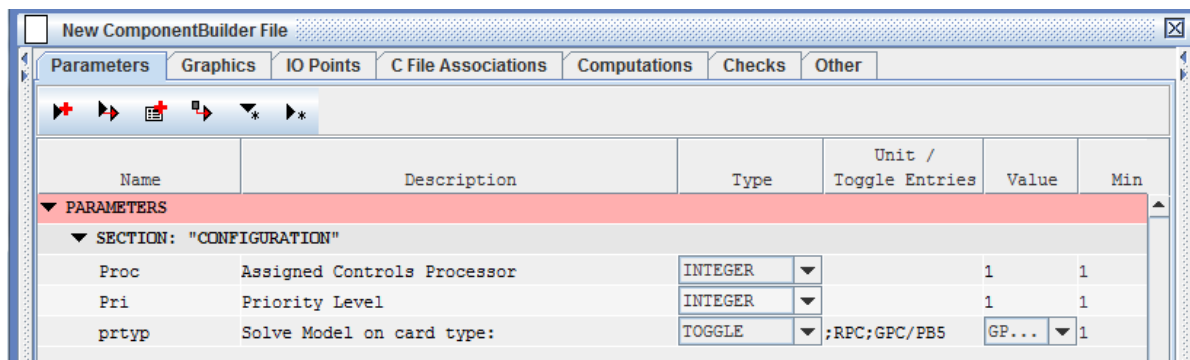 New ComponentBuilder File
Parameters Graphics IO Points C File Associations Computations Checks Other
Name Description Type Unit / Toggle Entries Value Min
PARAMETERS
SECTION: "CONFIGURATION"
Proc Assigned Controls Processor INTEGER 1 1
Pri Priority Level INTEGER 1 1
prtyp Solve Model on card type: TOGGLE ;RPC;GPC/PB5 GP... 1